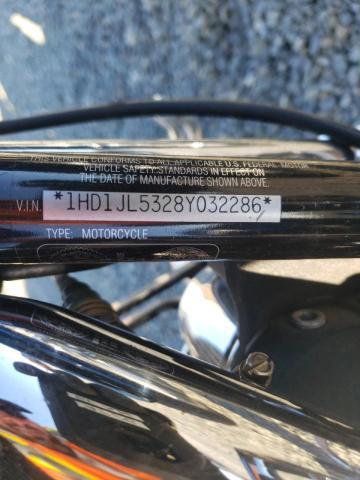 THIS VEHICLE CONFORMS TO ALL APPLICABLE U.S. FEDERAL MOTOR
VEHICLE SAFETY STANDARDS IN EFFECT ON
THE DATE OF MANUFACTURE SHOWN ABOVE.
V.I.N. *1HD1JL5328Y032286*
TYPE: MOTORCYCLE